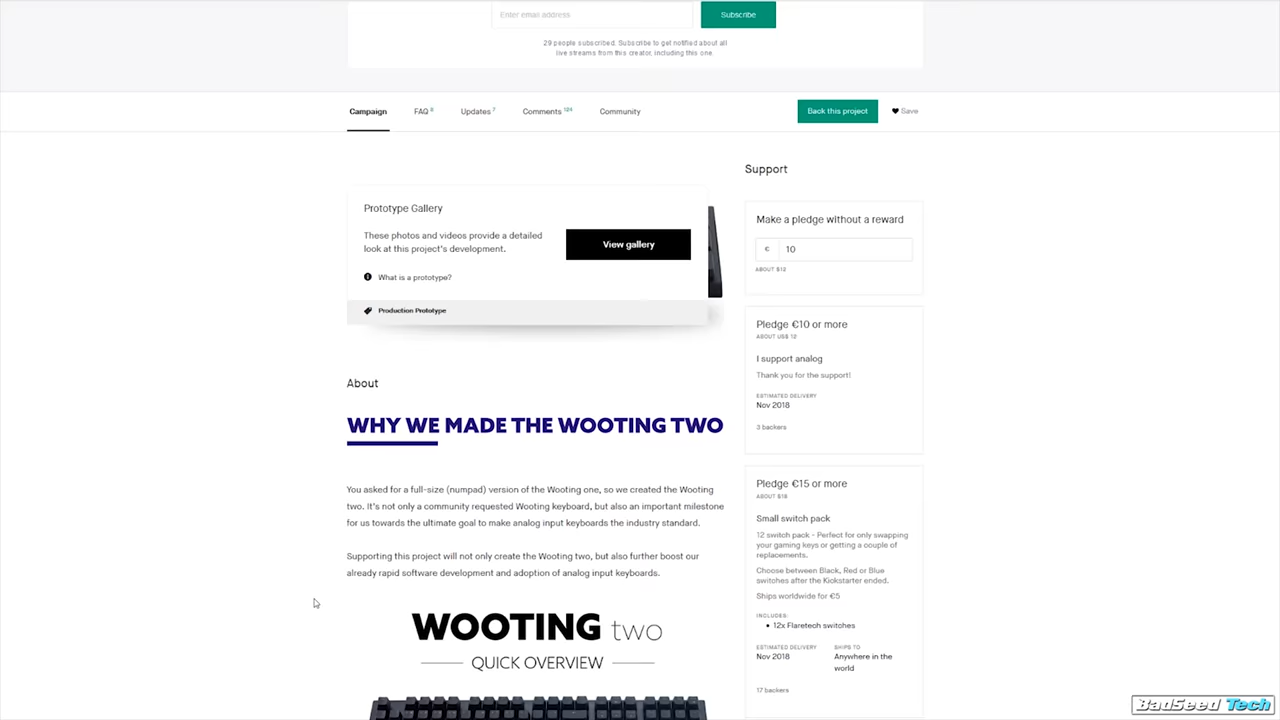 Enter email address
Subscribe
29 people subscribed. Subscribe to get notified about all
live streams from this creator, including this one.
Campaign
FAQ 8
Updates 7
Comments 124
Community
Back this project
Save
Support
Prototype Gallery
These photos and videos provide a detailed
look at this project's development.
View gallery
What is a prototype?
Production Prototype
About
WHY WE MADE THE WOOTING TWO
You asked for a full-size (numpad) version of the Wooting one, so we created the Wooting
two. It's not only a community requested Wooting keyboard, but also an important milestone
for us towards the ultimate goal to make analog input keyboards the industry standard.
Supporting this project will not only create the Wooting two, but also further boost our
already rapid software development and adoption of analog input keyboards.
WOOTING two
QUICK OVERVIEW
Make a pledge without a reward
€ 10
ABOUT $12
Pledge €10 or more
ABOUT US$ 12
I support analog
Thank you for the support!
ESTIMATED DELIVERY
Nov 2018
3 backers
Pledge €15 or more
ABOUT $18
Small switch pack
12 switch pack - Perfect for only swapping
your gaming keys or getting a couple of
replacements.
Choose between Black, Red or Blue
switches after the Kickstarter ended.
Ships worldwide for €5
INCLUDES:
• 12x Flaretech switches
ESTIMATED DELIVERY
Nov 2018
SHIPS TO
Anywhere in the
world
17 backers
BadSeed Tech